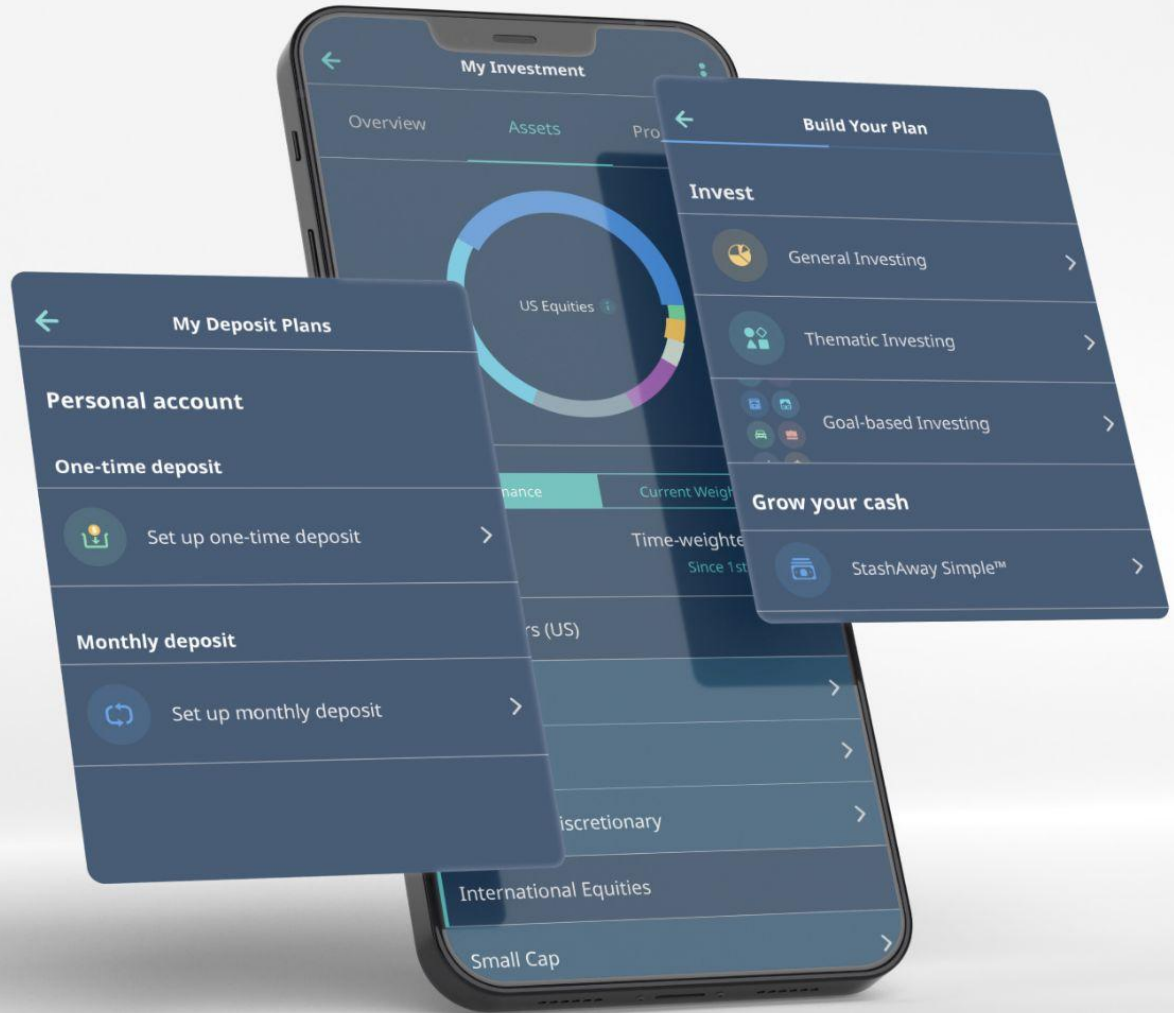 My Investment
Overview
Assets
Pro
US Equities
nance
Current Weigh
Time-weighte
Since 1st
rs (US)
iscretionary
International Equities
Small Cap
My Deposit Plans
Personal account
One-time deposit
Set up one-time deposit
Monthly deposit
Set up monthly deposit
Build Your Plan
Invest
General Investing
Thematic Investing
Goal-based Investing
Grow your cash
StashAway Simple™